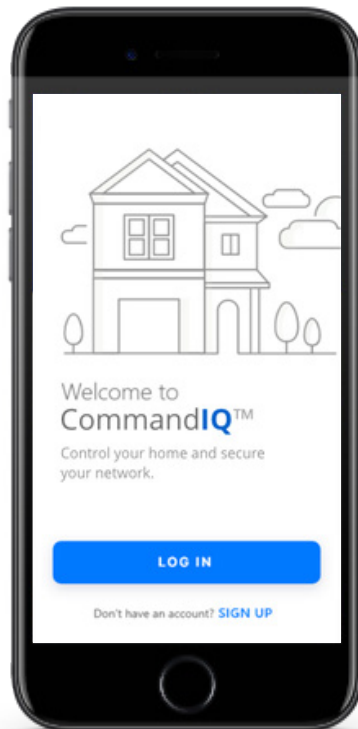 Welcome to
CommandIQ™
Control your home and secure
your network.
LOG IN
Don't have an account? SIGN UP